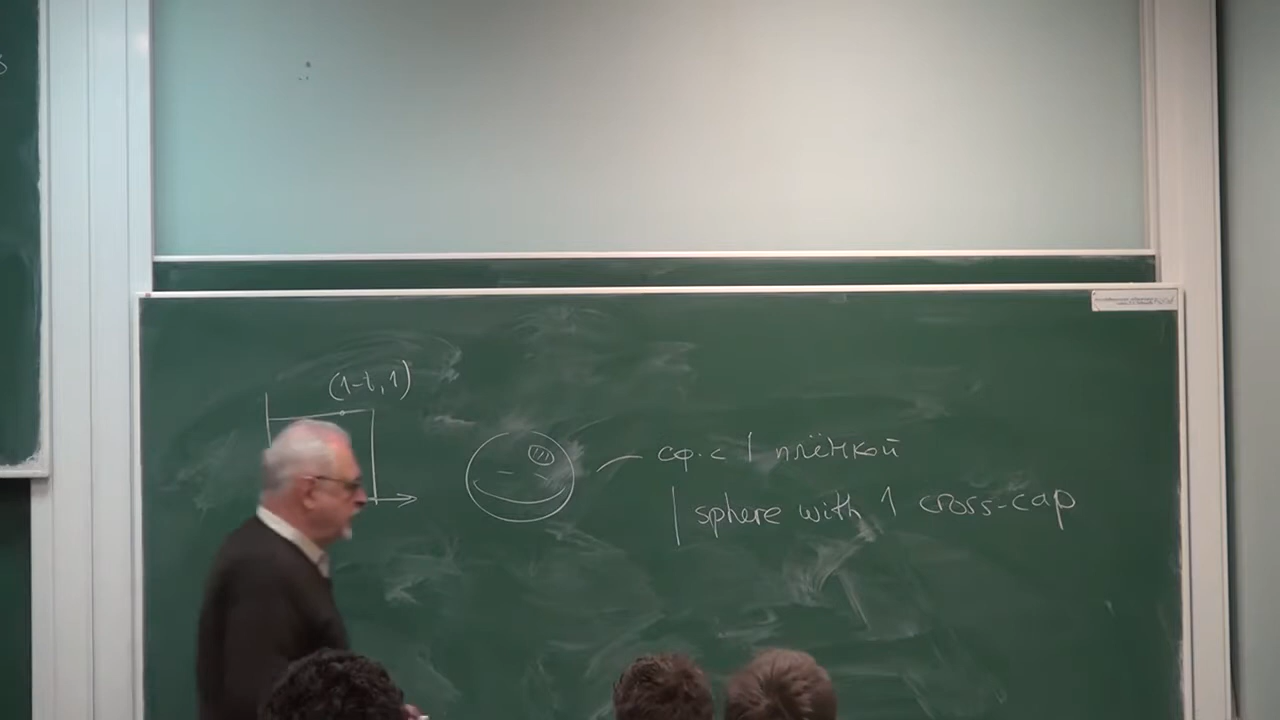 (1-t, 1)
сф. с 1 плёнкой
sphere with 1 cross-cap